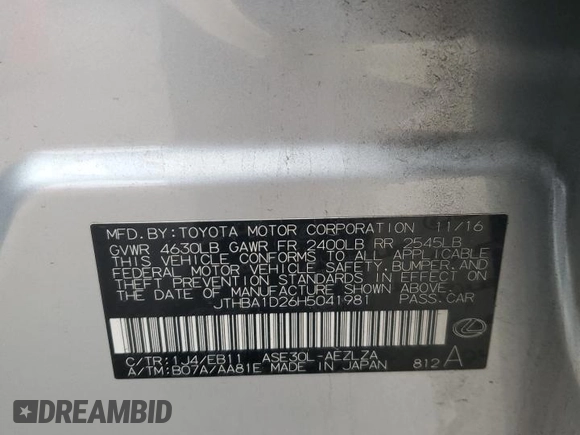 MFD.BY:TOYOTA MOTOR CORPORATION 11/16
GVWR 4630LB GAWR FR 2400LB RR 2545LB
THIS VEHICLE CONFORMS TO ALL APPLICABLE
FEDERAL MOTOR VEHICLE SAFETY, BUMPER, AND
THEFT PREVENTION STANDARDS IN EFFECT ON
THE DATE OF MANUFACTURE SHOWN ABOVE.
JTHBA1D26H5041981 PASS.CAR
C/TR:1J4/EB11 ASE30L-AEZLZA
A/TM:B07A/AA81E MADE IN JAPAN 812A
DREAMBID